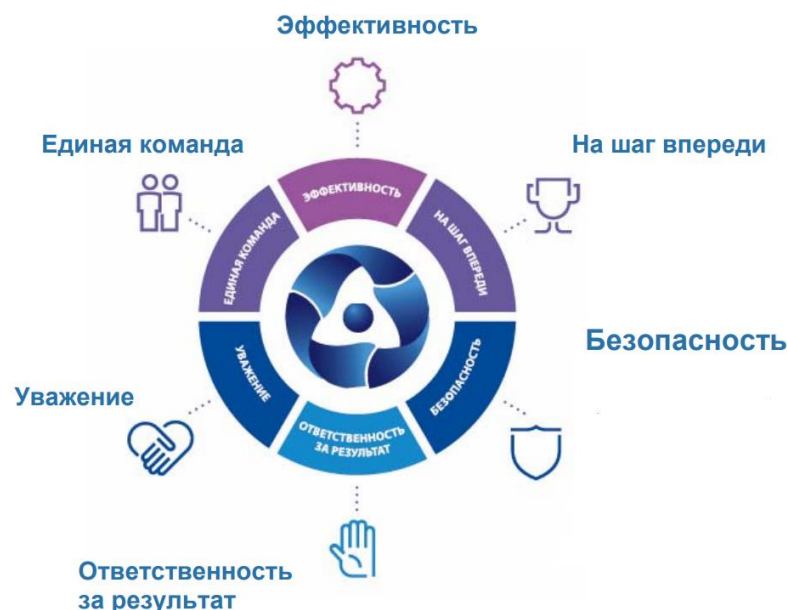 Эффективность
Единая команда
На шаг впереди
ЭФФЕКТИВНОСТЬ
ЕДИНАЯ КОМАНДА
НА ШАГ ВПЕРЕДИ
Безопасность
Уважение
УВАЖЕНИЕ
БЕЗОПАСНОСТЬ
ОТВЕТСТВЕННОСТЬ
ЗА РЕЗУЛЬТАТ
Ответственность
за результат